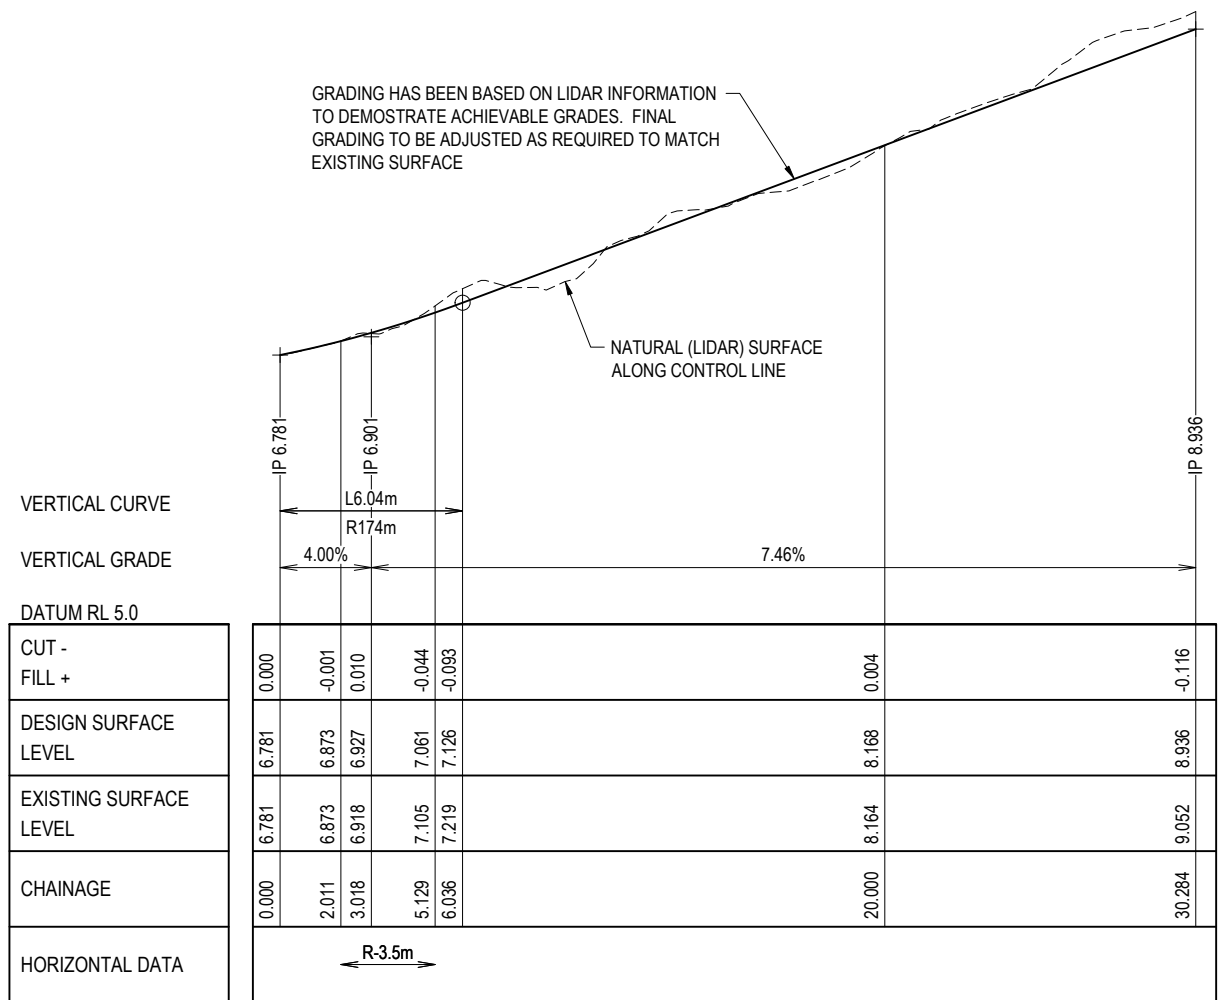 GRADING HAS BEEN BASED ON LIDAR INFORMATION
TO DEMOSTRATE ACHIEVABLE GRADES. FINAL
GRADING TO BE ADJUSTED AS REQUIRED TO MATCH
EXISTING SURFACE
NATURAL (LIDAR) SURFACE
ALONG CONTROL LINE
IP 6.781
IP 6.901
IP 8.936
VERTICAL CURVE
L6.04m
R174m
VERTICAL GRADE
4.00%
7.46%
DATUM RL 5.0
CUT -
FILL +
0.000 -0.001 0.010 -0.044 -0.093 0.004 -0.116
DESIGN SURFACE
LEVEL
6.781 6.873 6.927 7.061 7.126 8.168 8.936
EXISTING SURFACE
LEVEL
6.781 6.873 6.918 7.105 7.219 8.164 9.052
CHAINAGE
0.000 2.011 3.018 5.129 6.036 20.000 30.284
HORIZONTAL DATA
R-3.5m